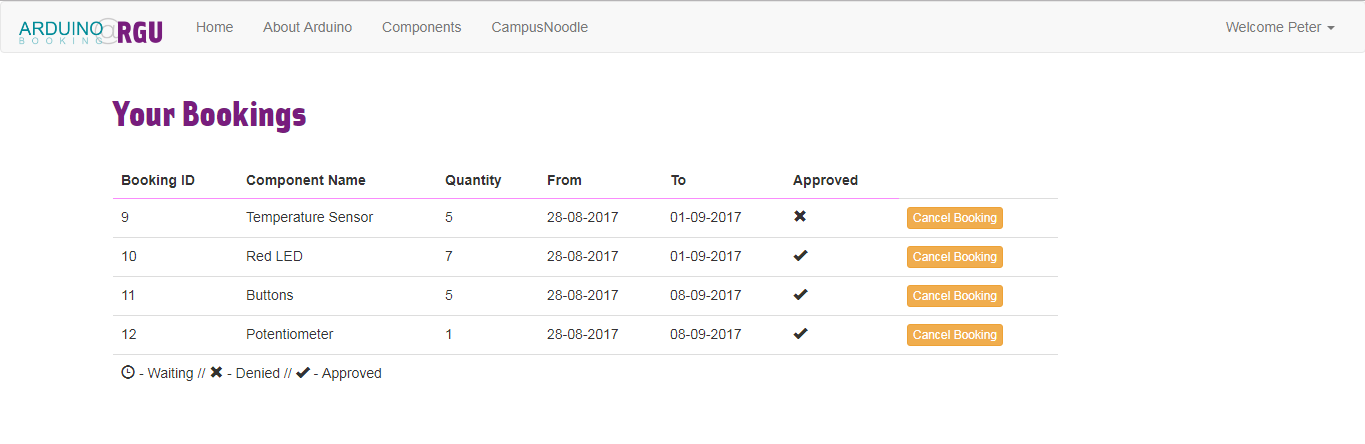 ARDUINO@RGU Home About Arduino Components CampusNoodle Welcome Peter
BOOKING
Your Bookings
Booking ID Component Name Quantity From To Approved
9 Temperature Sensor 5 28-08-2017 01-09-2017 ✖ Cancel Booking
10 Red LED 7 28-08-2017 01-09-2017 ✔ Cancel Booking
11 Buttons 5 28-08-2017 08-09-2017 ✔ Cancel Booking
12 Potentiometer 1 28-08-2017 08-09-2017 ✔ Cancel Booking
- Waiting // ✖ - Denied // ✔ - Approved